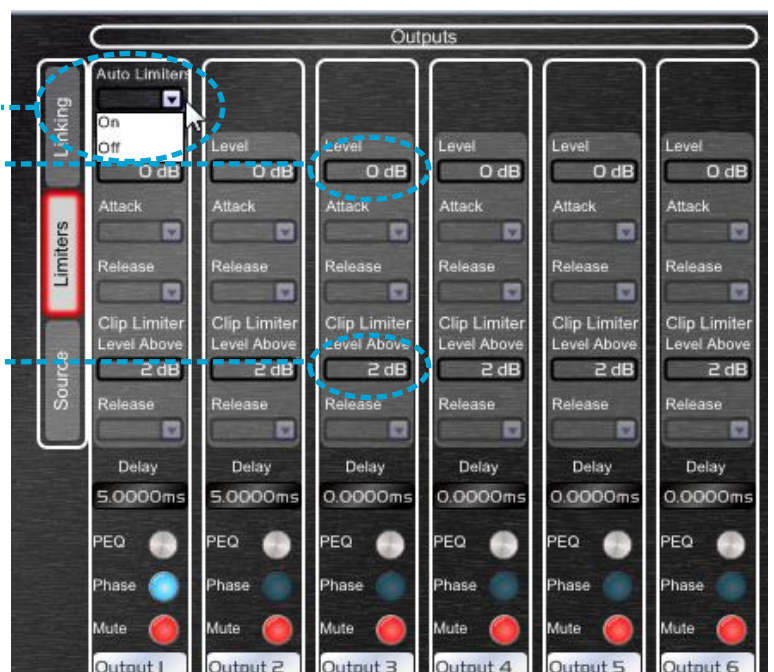 Outputs
Linking
Limiters
Source
Auto Limiters
On
Off
Level Level Level Level Level
0 dB 0 dB 0 dB 0 dB 0 dB 0 dB
Attack Attack Attack Attack Attack Attack
Release Release Release Release Release Release
Clip Limiter Clip Limiter Clip Limiter Clip Limiter Clip Limiter Clip Limiter
Level Above Level Above Level Above Level Above Level Above Level Above
2 dB 2 dB 2 dB 2 dB 2 dB 2 dB
Release Release Release Release Release Release
Delay Delay Delay Delay Delay Delay
5.0000ms 5.0000ms 0.0000ms 0.0000ms 0.0000ms 0.0000ms
PEQ PEQ PEQ PEQ PEQ PEQ
Phase Phase Phase Phase Phase Phase
Mute Mute Mute Mute Mute Mute
Output 1 Output 2 Output 3 Output 4 Output 5 Output 6